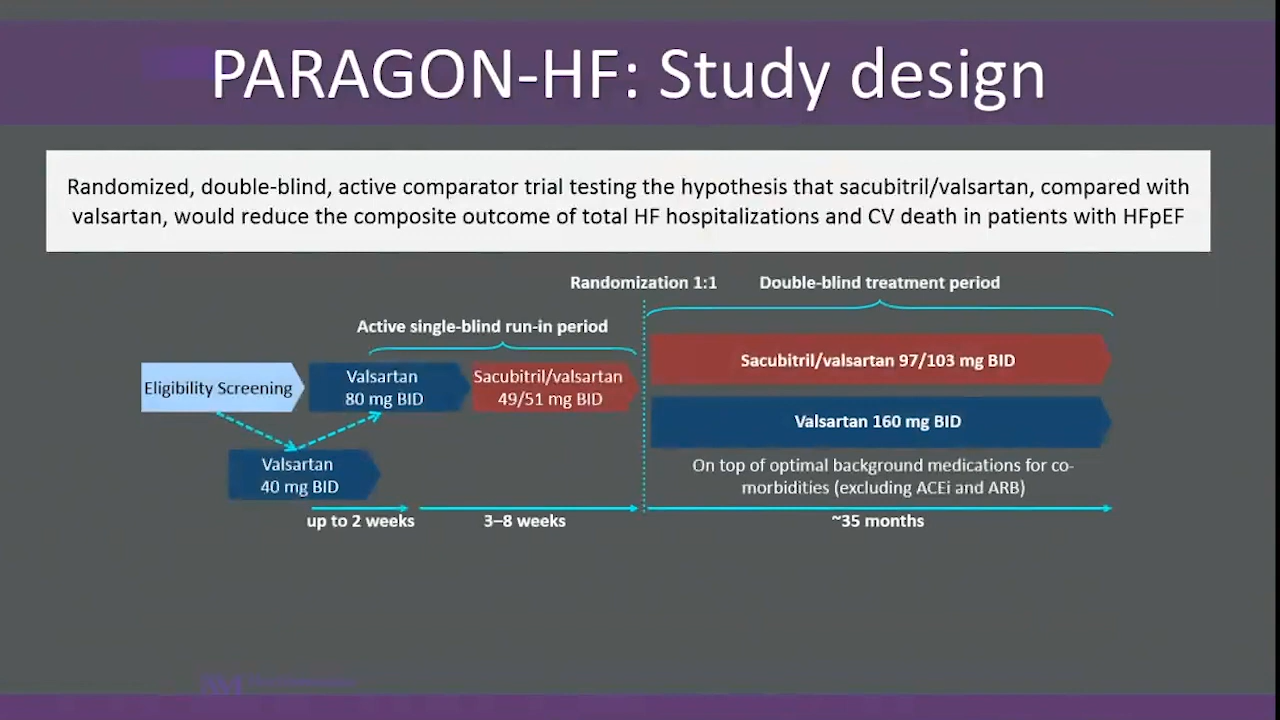 PARAGON-HF: Study design
Randomized, double-blind, active comparator trial testing the hypothesis that sacubitril/valsartan, compared with
valsartan, would reduce the composite outcome of total HF hospitalizations and CV death in patients with HFpEF
Randomization 1:1
Double-blind treatment period
Active single-blind run-in period
Eligibility Screening
Valsartan
80 mg BID
Sacubitril/valsartan
49/51 mg BID
Sacubitril/valsartan 97/103 mg BID
Valsartan 160 mg BID
Valsartan
40 mg BID
On top of optimal background medications for co-
morbidities (excluding ACEi and ARB)
up to 2 weeks
3–8 weeks
~35 months